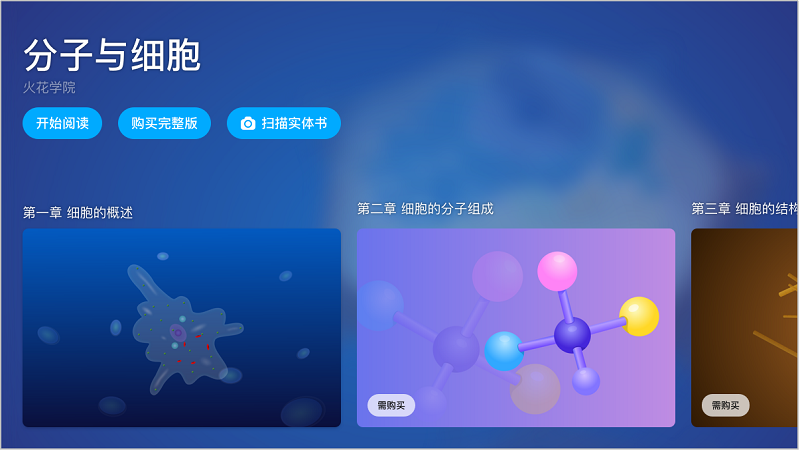 分子与细胞
火花学院
开始阅读
购买完整版
扫描实体书
第一章 细胞的概述
第二章 细胞的分子组成
第三章 细胞的结
需购买
需购买